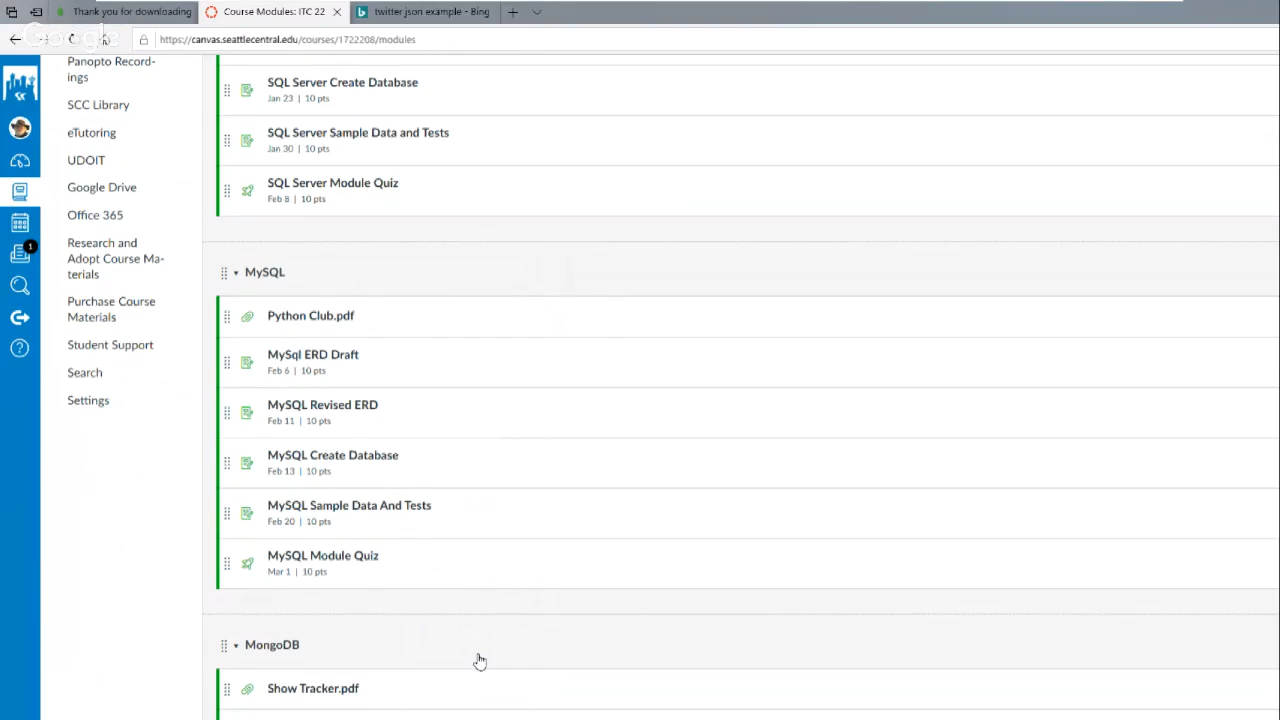 Thank you for downloading
Course Modules: ITC 22
twitter json example - Bing
Google
https://canvas.seattlecentral.edu/courses/1722208/modules
Panopto Record-
ings
SCC Library
eTutoring
UDOIT
Google Drive
Office 365
1
Research and
Adopt Course Ma-
terials
Purchase Course
Materials
Student Support
Search
Settings
SQL Server Create Database
Jan 23 | 10 pts
SQL Server Sample Data and Tests
Jan 30 | 10 pts
SQL Server Module Quiz
Feb 8 | 10 pts
MySQL
Python Club.pdf
MySql ERD Draft
Feb 6 | 10 pts
MySQL Revised ERD
Feb 11 | 10 pts
MySQL Create Database
Feb 13 | 10 pts
MySQL Sample Data And Tests
Feb 20 | 10 pts
MySQL Module Quiz
Mar 1 | 10 pts
MongoDB
Show Tracker.pdf